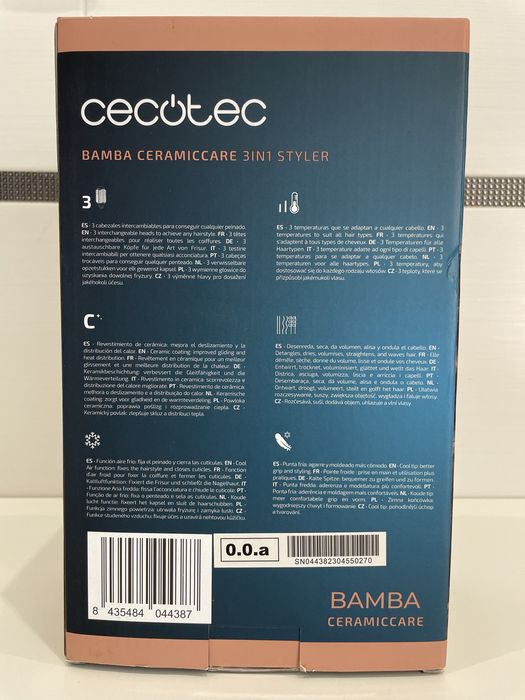 cecotec
BAMBA CERAMICCARE 3IN1 STYLER
3
ES - 3 cabezales intercambiables para conseguir cualquier peinado.
EN - 3 interchangeable heads to achieve any hairstyle. FR - 3 têtes
interchangeables pour réaliser toutes les coiffures. DE - 3
austauschbare Köpfe für jede Art von Frisur. IT - 3 testine
intercambiabili per ottenere qualsiasi acconciatura. PT - 3 cabeças
trocáveis para conseguir qualquer penteado. NL - 3 verwisselbare
opzetstukken voor elk gewenst kapsel. PL - 3 wymienne głowice do
uzyskania dowolnej fryzury. CZ - 3 výměnné hlavy pro dosažení
jakéhokoli účesu.
ES - 3 temperaturas que se adaptan a cualquier cabello. EN - 3
temperatures to suit all hair types. FR - 3 températures qui
s'adaptent à tous types de cheveux. DE - 3 Temperaturen für alle
Haartypen. IT - 3 temperature adatte ad ogni tipo di capelli. PT - 3
temperaturas para se adaptar a qualquer cabelo. NL - 3
temperaturen voor alle haartypes. PL - 3 temperatury, aby
dostosować się do każdego rodzaju włosów. CZ - 3 teploty, které se
přizpůsobí jakémukoli vlasu.
C
ES - Revestimiento de cerámica: mejora el deslizamiento y la
distribución del calor. EN - Ceramic coating: improved gliding and
heat distribution. FR - Revêtement en céramique pour un meilleur
glissement et une meilleure distribution de la chaleur. DE -
Keramikbeschichtung, verbessert die Gleitfähigkeit und die
Wärmeverteilung. IT - Rivestimento in ceramica: scorrevolezza e
distribuzione del calore migliorate PT - Revestimento de cerâmica:
melhora o deslizamento e a distribuição de calor. NL - Keramische
coating: zorgt voor gladheid en de warmteverdeling. PL - Powłoka
ceramiczna: poprawia poślizg i rozprowadzanie ciepła. CZ -
Keramický povlak: zlepšuje skluz a distribuci tepla.
ES - Desenreda, seca, da volumen, alisa y ondula el cabello. EN -
Detangles, dries, volumises, straightens, and waves hair. FR - Elle
démêle, sèche, donne du volume, lisse et ondule vos cheveux. DE -
Entwirrt, trocknet, voluminisiert, glättet und wellt das Haar. IT -
Districa, asciuga, volumizza, liscia e arriccia i capelli. PT -
Desembaraça, seca, dá volume, alisa e ondula o cabelo. NL -
Ontwart, droogt, volumeert, steilt en golft het haar. PL - Ułatwia
rozczesywanie, suszy, zwiększa objętość, wygładza i faluje włosy.
CZ - Rozčesává, suší, dodává objem, uhlazuje a vlní vlasy.
ES - Función aire frío: fija el peinado y cierra las cutículas. EN - Cool
Air function: fixes the hairstyle and closes cuticles. FR - Fonction
d'air froid pour fixer la coiffure et fermer les cuticules. DE -
Kaltluftfunktion: Fixiert die Frisur und schließt die Nagelhaut. IT
- Funzione Aria fredda: fissa l'acconciatura e chiude le cuticole. PT -
Função de ar frio: fixa o penteado e sela as cutículas. NL - Koude
lucht functie: fixeert het kapsel en sluit de haarschubben. PL -
Funkcja zimnego powietrza: utrwala fryzurę i zamyka łuski. CZ -
Funkce studeného vzduchu: fixuje účes a uzavírá nehtovou kůžičku.
ES - Punta fría: agarre y moldeado más cómodo. EN - Cool tip: better
grip and styling. FR - Pointe froide : prise en main et utilisation plus
pratiques. DE - Kalte Spitze: bequemer zu greifen und zu formen.
IT - Punta fredda: aderenza e modellatura più confortevoli. PT -
Ponta fria: aderência e modelagem mais confortáveis. NL - Koude tip
meer comfortabele grip en vorm. PL - Zimna końcówka:
wygodniejszy chwyt i formowanie. CZ - Cool tip: pohodlnější úchop
a tvarování.
0.0.a
SN044382304550270
8 435484 044387
BAMBA
CERAMICCARE